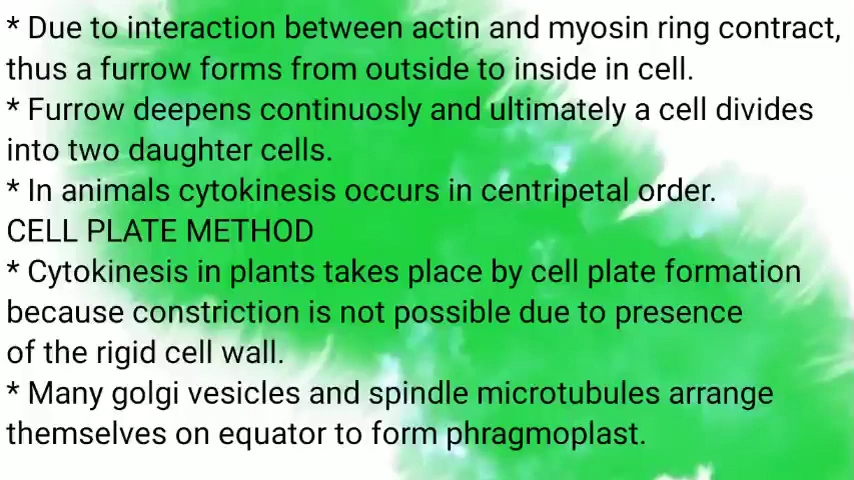 * Due to interaction between actin and myosin ring contract,
thus a furrow forms from outside to inside in cell.
* Furrow deepens continuosly and ultimately a cell divides
into two daughter cells.
* In animals cytokinesis occurs in centripetal order.
CELL PLATE METHOD
* Cytokinesis in plants takes place by cell plate formation
because constriction is not possible due to presence
of the rigid cell wall.
* Many golgi vesicles and spindle microtubules arrange
themselves on equator to form phragmoplast.